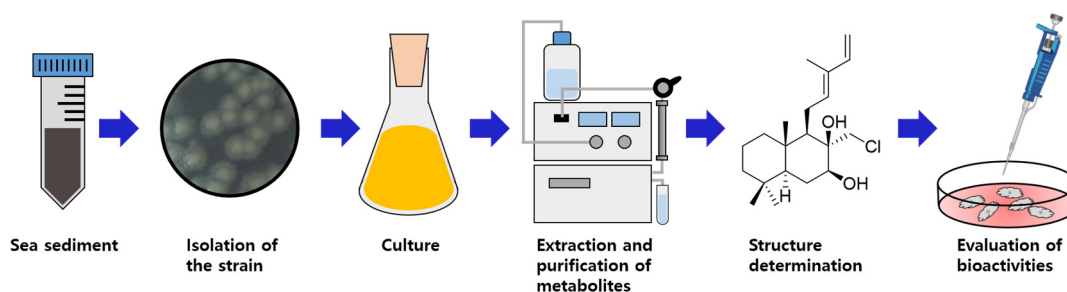 OH
Cl
H
OH
Sea sediment
Isolation of
the strain
Culture
Extraction and
purification of
metabolites
Structure
determination
Evaluation of
bioactivities